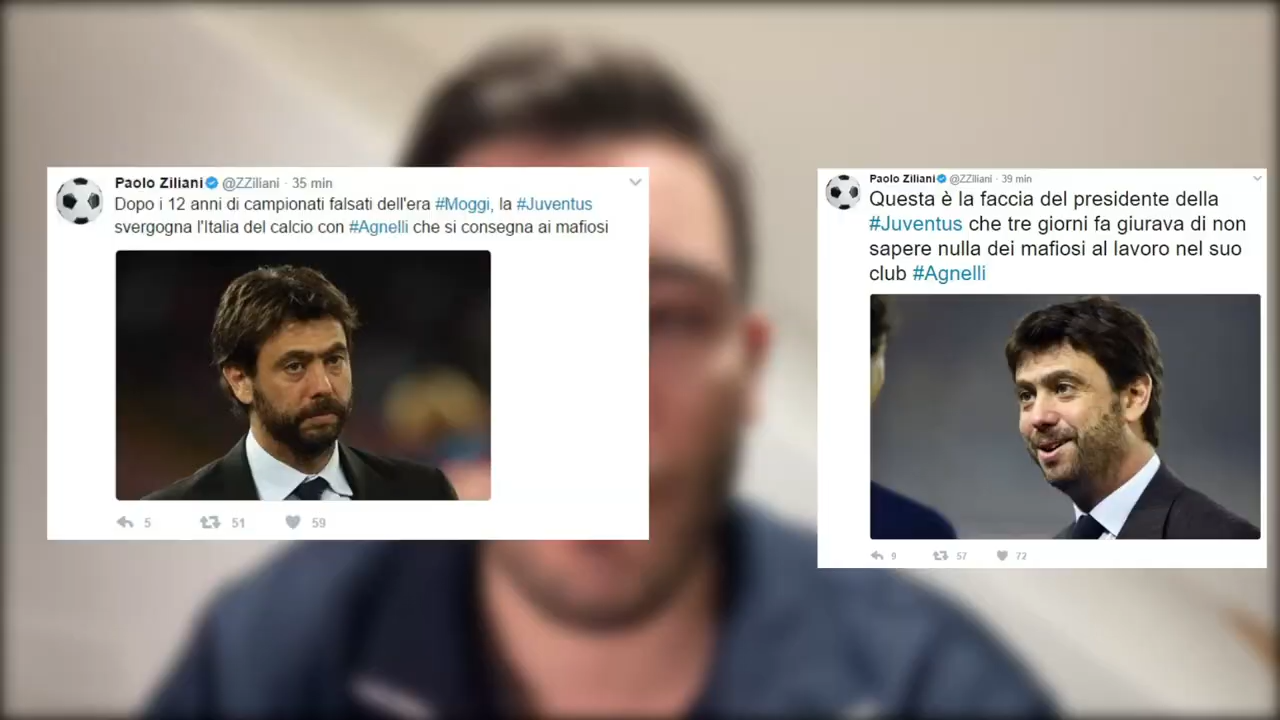 Paolo Ziliani @ZZiliani · 35 min
Dopo i 12 anni di campionati falsati dell'era #Moggi, la #Juventus
svergogna l'Italia del calcio con #Agnelli che si consegna ai mafiosi
5 51 59
Paolo Ziliani @ZZiliani · 39 min
Questa è la faccia del presidente della
#Juventus che tre giorni fa giurava di non
sapere nulla dei mafiosi al lavoro nel suo
club #Agnelli
9 57 72